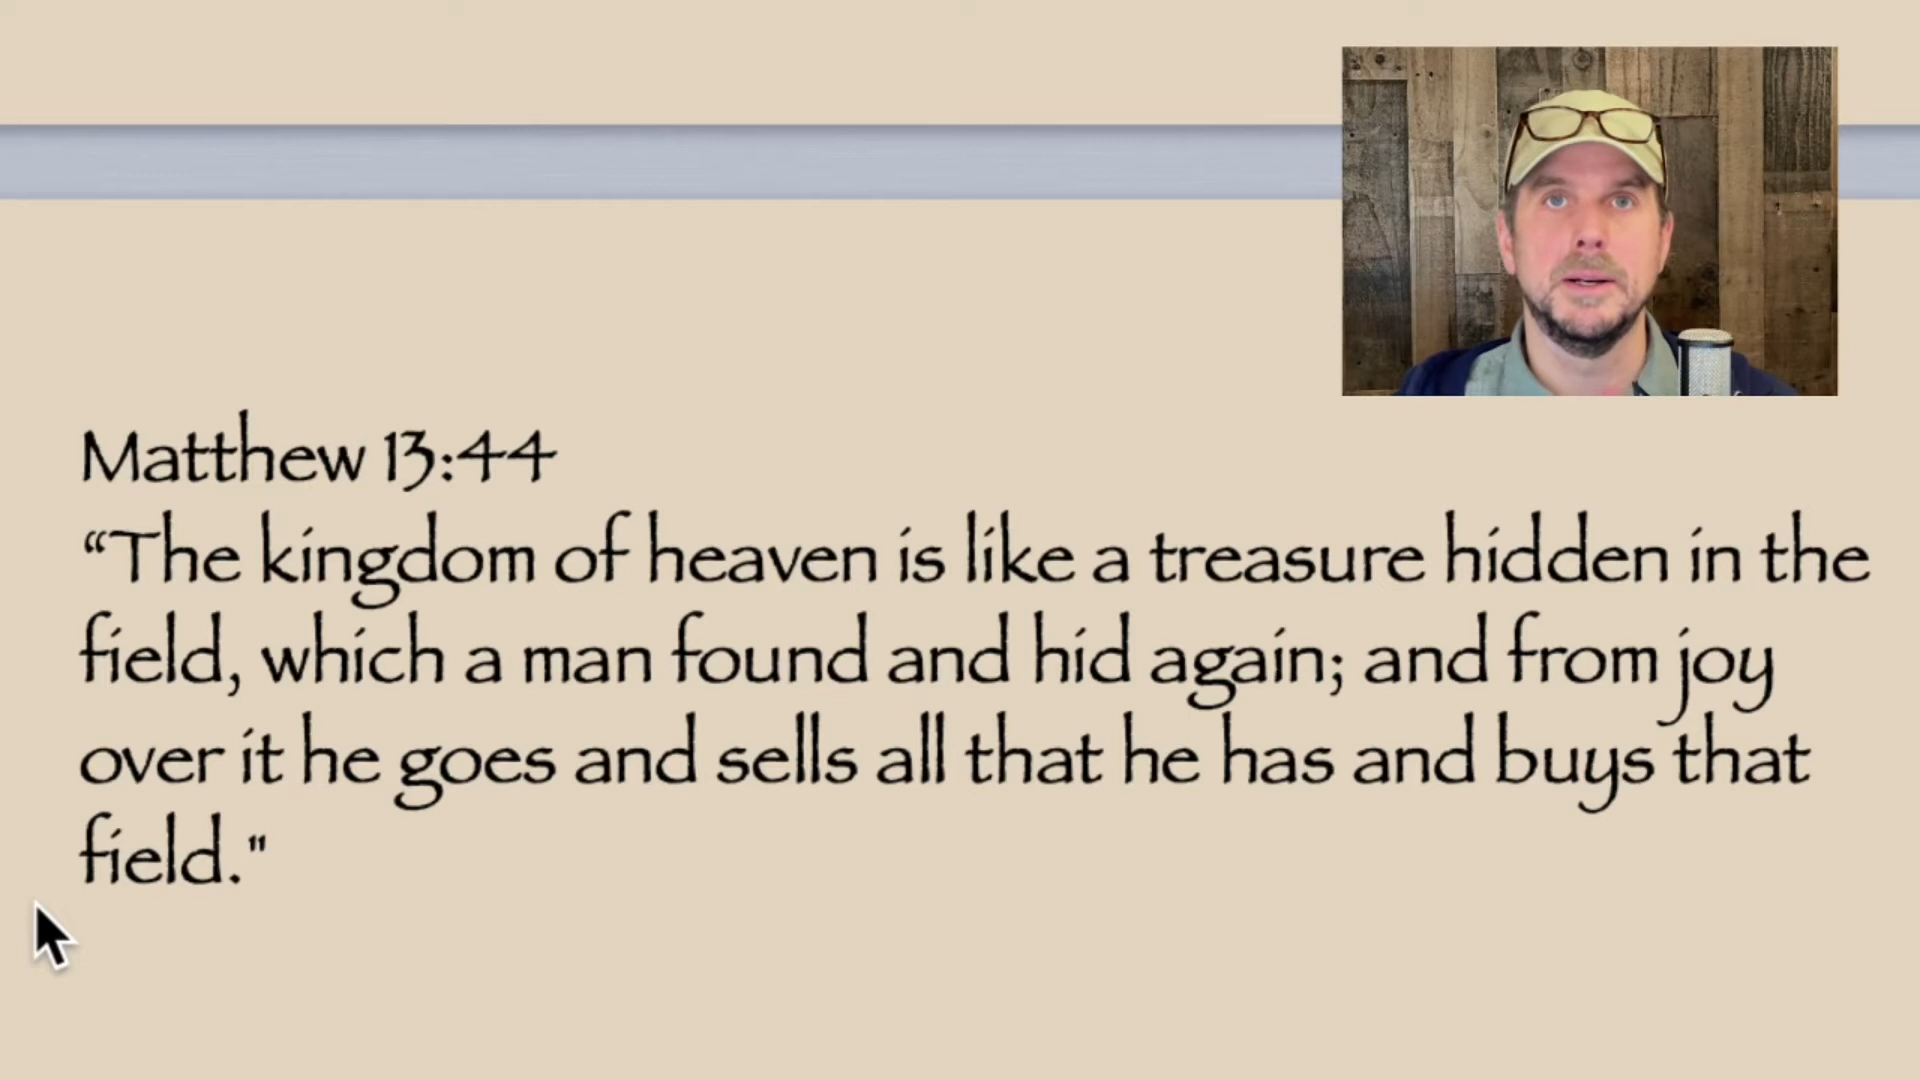 Matthew 13:44
“The kingdom of heaven is like a treasure hidden in the
field, which a man found and hid again; and from joy
over it he goes and sells all that he has and buys that
field."